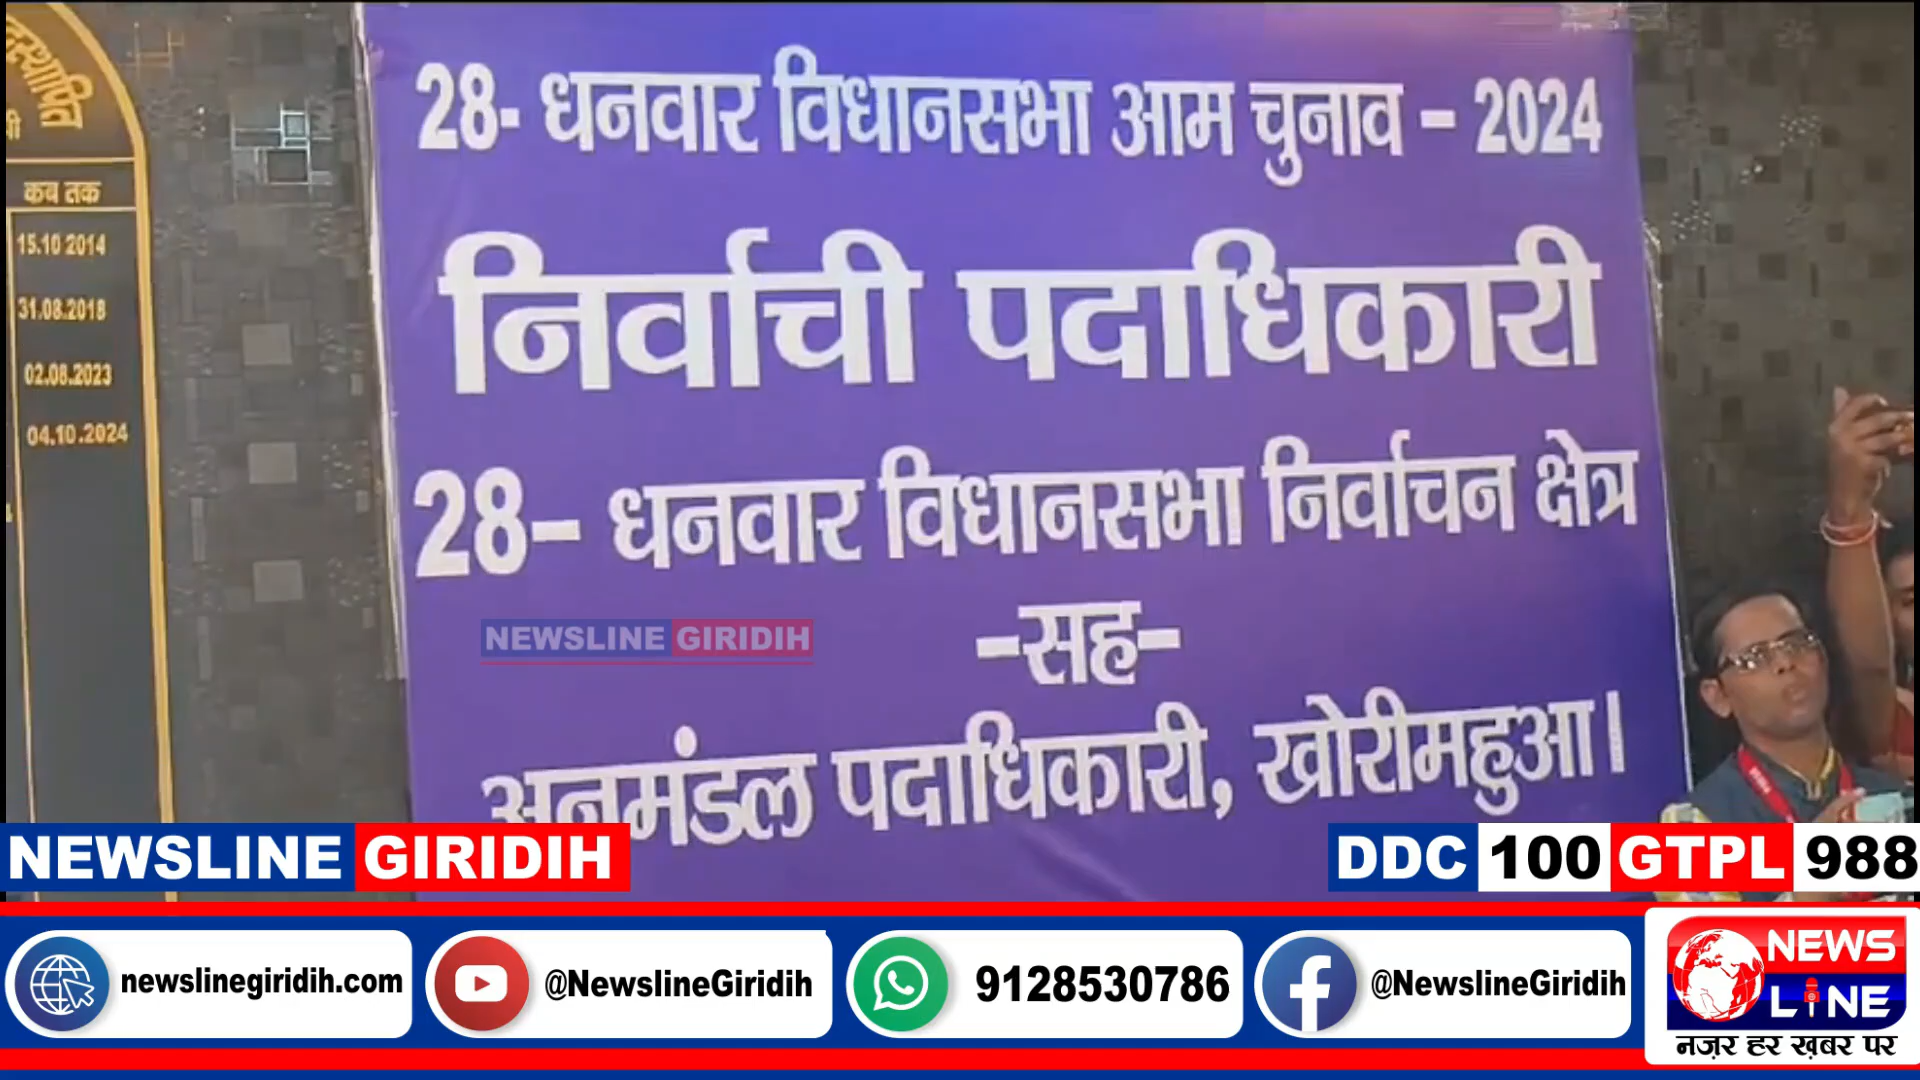 स्थापित
कब तक
15.10 2014
31.08.2018
02.08.2023
04.10.2024
28- धनवार विधानसभा आम चुनाव - 2024
निर्वाची पदाधिकारी
28- धनवार विधानसभा निर्वाचन क्षेत्र
-सह-
अनुमंडल पदाधिकारी, खोरीमहुआ।
NEWSLINE GIRIDIH
NEWSLINE GIRIDIH
DDC 100 GTPL 988
newslinegiridih.com
@NewslineGiridih
9128530786
@NewslineGiridih
NEWS
LINE
नज़र हर ख़बर पर